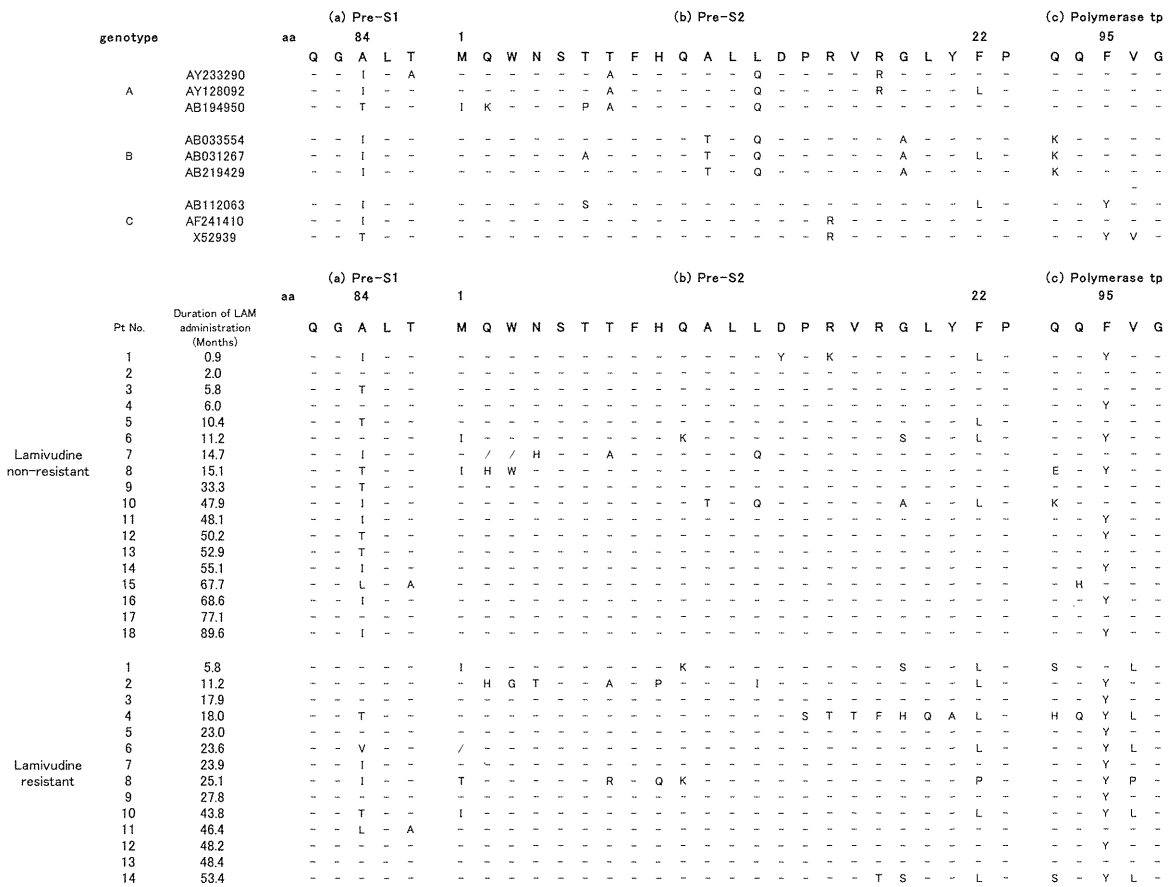 (a) Pre-S1 (b) Pre-S2 (c) Polymerase tp
genotype aa 84 1 22 95
Q G A L T M Q W N S T T F H Q A L L D P R V R G L Y F P Q Q F V G
AY233290 - - I - A - - - - - - A - - - - - Q - - - - R - - - - - - - - - -
A AY128092 - - I - - - - - - - - A - - - - - Q - - - - R - - - L - - - - - -
AB194950 - - T - - I K - - - P A - - - - - Q - - - - - - - - - - - - - - -
AB033554 - - I - - - - - - - - - - - - T - Q - - - - - A - - - - K - - - -
B AB031267 - - I - - - - - - - A - - - - T - Q - - - - - A - - L - K - - - -
AB219429 - - I - - - - - - - - - - - - T - Q - - - - - A - - - - K - - - -
-
AB112063 - - I - - - - - - - S - - - - - - - - - - - - - - - L - - - Y - -
C AF241410 - - I - - - - - - - - - - - - - - - - - R - - - - - - - - - - - -
X52939 - - T - - - - - - - - - - - - - - - - - R - - - - - - - - - Y V -
(a) Pre-S1 (b) Pre-S2 (c) Polymerase tp
aa 84 1 22 95
Pt No. Duration of LAM administration (Months) Q G A L T M Q W N S T T F H Q A L L D P R V R G L Y F P Q Q F V G
1 0.9 - - I - - - - - - - - - - - - - - - Y - K - - - - - L - - - Y - -
2 2.0 - - - - - - - - - - - - - - - - - - - - - - - - - - - - - - - - -
3 5.8 - - T - - - - - - - - - - - - - - - - - - - - - - - - - - - - - -
4 6.0 - - - - - - - - - - - - - - - - - - - - - - - - - - - - - - Y - -
5 10.4 - - T - - - - - - - - - - - - - - - - - - - - - - - L - - - - - -
6 11.2 - - - - - I - - - - - - - - K - - - - - - - - S - - L - - - Y - -
Lamivudine 7 14.7 - - I - - - / / H - - A - - - - - Q - - - - - - - - - - - - - - -
non-resistant 8 15.1 - - T - - I H W - - - - - - - - - - - - - - - - - - - - E - Y - -
9 33.3 - - T - - - - - - - - - - - - - - - - - - - - - - - - - - - - - -
10 47.9 - - I - - - - - - - - - - - - T - Q - - - - - A - - L - K - - - -
11 48.1 - - I - - - - - - - - - - - - - - - - - - - - - - - - - - - Y - -
12 50.2 - - T - - - - - - - - - - - - - - - - - - - - - - - - - - - Y - -
13 52.9 - - T - - - - - - - - - - - - - - - - - - - - - - - - - - - - - -
14 55.1 - - I - - - - - - - - - - - - - - - - - - - - - - - - - - - Y - -
15 67.7 - - L - A - - - - - - - - - - - - - - - - - - - - - - - - H - - -
16 68.6 - - I - - - - - - - - - - - - - - - - - - - - - - - - - - - Y - -
17 77.1 - - - - - - - - - - - - - - - - - - - - - - - - - - - - - - - - -
18 89.6 - - I - - - - - - - - - - - - - - - - - - - - - - - - - - - Y - -
1 5.8 - - - - - I - - - - - - - - K - - - - - - - - S - - L - S - - L -
2 11.2 - - - - - - H G T - - A - P - - - I - - - - - - - - L - - - Y - -
3 17.9 - - - - - - - - - - - - - - - - - - - - - - - - - - - - - - Y - -
4 18.0 - - T - - - - - - - - - - - - - - - - S T T F H Q A L - H Q Y L -
5 23.0 - - - - - - - - - - - - - - - - - - - - - - - - - - - - - - Y - -
6 23.6 - - V - - / - - - - - - - - - - - - - - - - - - - - L - - - Y L -
Lamivudine 7 23.9 - - I - - - - - - - - - - - - - - - - - - - - - - - - - - - Y - -
resistant 8 25.1 - - I - - T - - - - - R - Q K - - - - - - - - - - - P - - - Y P -
9 27.8 - - - - - - - - - - - - - - - - - - - - - - - - - - - - - - Y - -
10 43.8 - - T - - I - - - - - - - - - - - - - - - - - - - - L - - - Y L -
11 46.4 - - L - A - - - - - - - - - - - - - - - - - - - - - - - - - - - -
12 48.2 - - - - - - - - - - - - - - - - - - - - - - - - - - - - - - Y - -
13 48.4 - - - - - - - - - - - - - - - - - - - - - - - - - - - - - - - - -
14 53.4 - - - - - - - - - - - - - - - - - - - - - - T S - - L - S - Y L -